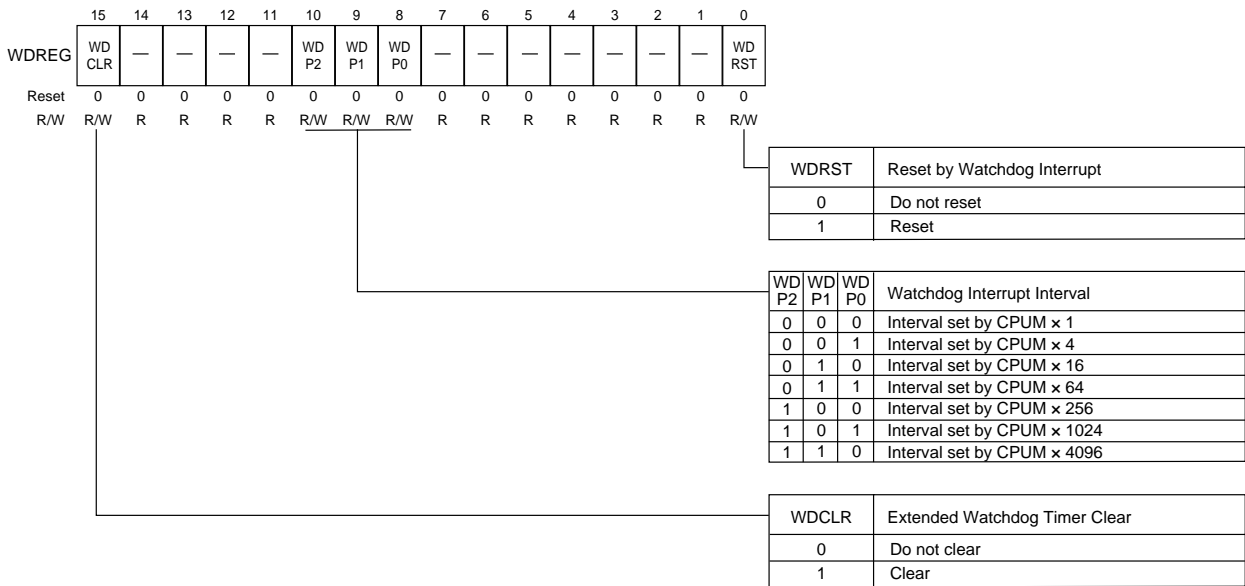 15 14 13 12 11 10 9 8 7 6 5 4 3 2 1 0
WDREG WD CLR — — — — WD P2 WD P1 WD P0 — — — — — — — WD RST
Reset 0 0 0 0 0 0 0 0 0 0 0 0 0 0 0 0
R/W R/W R R R R R/W R/W R/W R R R R R R R R/W
WDRST Reset by Watchdog Interrupt
0 Do not reset
1 Reset
WD P2 WD P1 WD P0 Watchdog Interrupt Interval
0 0 0 Interval set by CPUM × 1
0 0 1 Interval set by CPUM × 4
0 1 0 Interval set by CPUM × 16
0 1 1 Interval set by CPUM × 64
1 0 0 Interval set by CPUM × 256
1 0 1 Interval set by CPUM × 1024
1 1 0 Interval set by CPUM × 4096
WDCLR Extended Watchdog Timer Clear
0 Do not clear
1 Clear